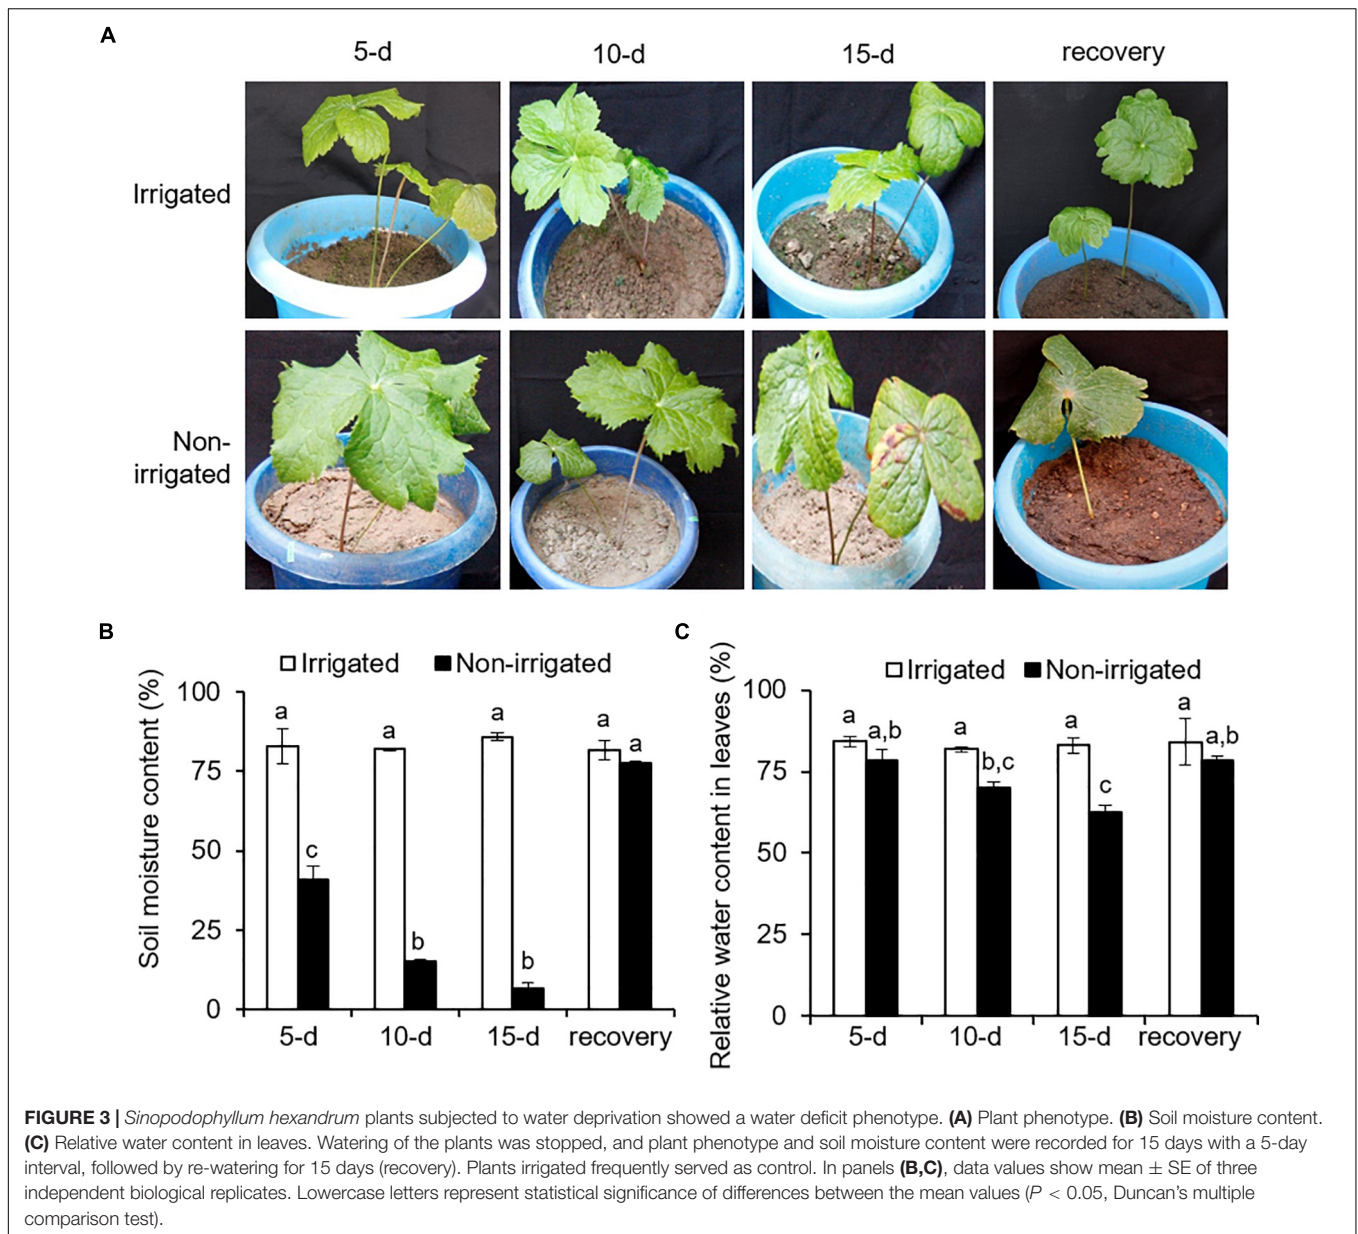 A
5-d
10-d
15-d
recovery
Irrigated
Non-
irrigated
B
Irrigated
Non-irrigated
Soil moisture content (%)
100
75
50
25
0
a
c
a
b
a
b
a
a
5-d
10-d
15-d
recovery
C
Irrigated
Non-irrigated
Relative water content in leaves (%)
100
75
50
25
0
a
a,b
a
b,c
a
c
a
a,b
5-d
10-d
15-d
recovery
FIGURE 3 | Sinopodophyllum hexandrum plants subjected to water deprivation showed a water deficit phenotype. (A) Plant phenotype. (B) Soil moisture content.
(C) Relative water content in leaves. Watering of the plants was stopped, and plant phenotype and soil moisture content were recorded for 15 days with a 5-day
interval, followed by re-watering for 15 days (recovery). Plants irrigated frequently served as control. In panels (B,C), data values show mean ± SE of three
independent biological replicates. Lowercase letters represent statistical significance of differences between the mean values (P < 0.05, Duncan's multiple
comparison test).